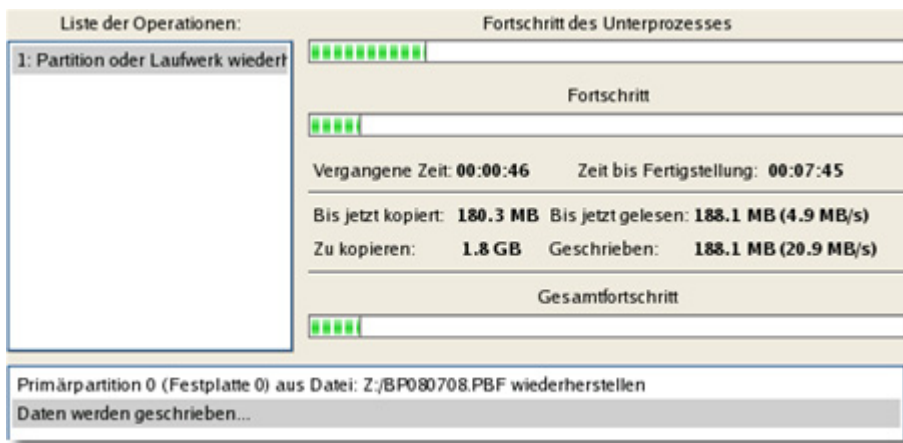 Liste der Operationen:
1: Partition oder Laufwerk wiederh
Fortschritt des Unterprozesses
Fortschritt
Vergangene Zeit: 00:00:46 Zeit bis Fertigstellung: 00:07:45
Bis jetzt kopiert: 180.3 MB Bis jetzt gelesen: 188.1 MB (4.9 MB/s)
Zu kopieren: 1.8 GB Geschrieben: 188.1 MB (20.9 MB/s)
Gesamtfortschritt
Primärpartition 0 (Festplatte 0) aus Datei: Z:/BP080708.PBF wiederherstellen
Daten werden geschrieben...